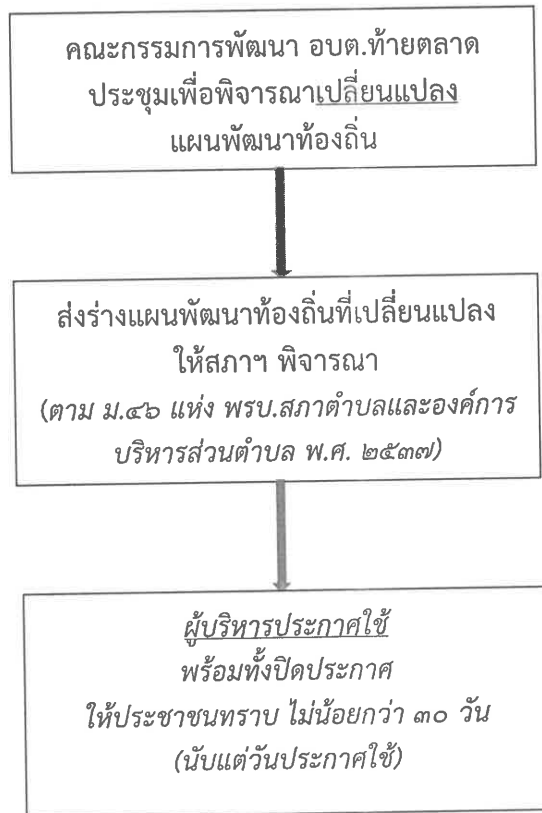 คณะกรรมการพัฒนา อบต.ท้ายตลาด
ประชุมเพื่อพิจารณาเปลี่ยนแปลง
แผนพัฒนาท้องถิ่น
ส่งร่างแผนพัฒนาท้องถิ่นที่เปลี่ยนแปลง
ให้สภาฯ พิจารณา
(ตาม ม.๔๖ แห่ง พรบ.สภาตำบลและองค์การ
บริหารส่วนตำบล พ.ศ. ๒๕๓๗)
ผู้บริหารประกาศใช้
พร้อมทั้งปิดประกาศ
ให้ประชาชนทราบ ไม่น้อยกว่า ๓๐ วัน
(นับแต่วันประกาศใช้)